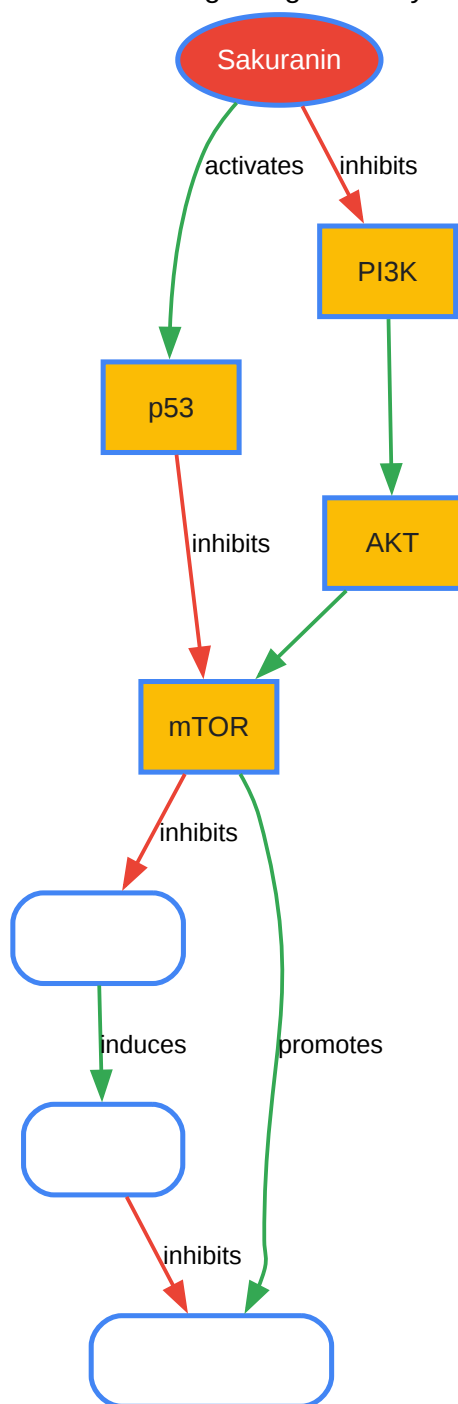 Sakuranin
activates
inhibits
PI3K
p53
inhibits
AKT
mTOR
inhibits
induces
promotes
inhibits